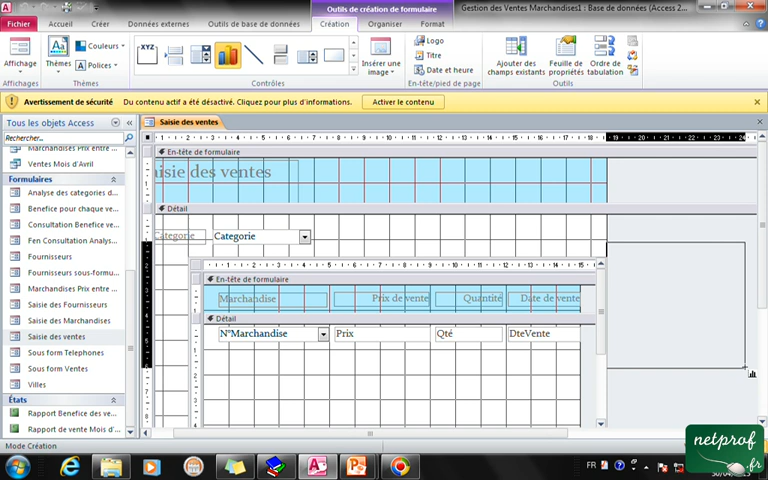 Outils de création de formulaire
Gestion des Ventes Marchandises1 : Base de données (Access 2...
Fichier
Accueil
Créer
Données externes
Outils de base de données
Création
Organiser
Format
Affichage
Thèmes
Couleurs
Polices
Aa
XYZ
Insérer une image
Logo
Titre
Date et heure
Ajouter des champs existants
Feuille de propriétés
Ordre de tabulation
Affichages
Thèmes
Contrôles
En-tête/pied de page
Outils
Avertissement de sécurité
Du contenu actif a été désactivé. Cliquez pour plus d'informations.
Activer le contenu
Tous les objets Access
Rechercher...
Marchandises Prix entre ...
Ventes Mois d'Avril
Formulaires
Analyse des categories d...
Benefice pour chaque ve...
Consultation Benefice ve...
Fen Consultation Analys...
Fournisseurs
Fournisseurs sous-formu...
Marchandises Prix entre ...
Saisie des Fournisseurs
Saisie des Marchandises
Saisie des ventes
Sous form Telephones
Sous form Ventes
Villes
États
Rapport Benefice des ve...
Rapport de vente Mois d'...
Saisie des ventes
En-tête de formulaire
aisie des ventes
Détail
Categorie
Categorie
En-tête de formulaire
Marchandise
Prix de vente
Quantité
Date de vente
Détail
N°Marchandise
Prix
Qté
DteVente
Mode Création
FR
netprof
.fr